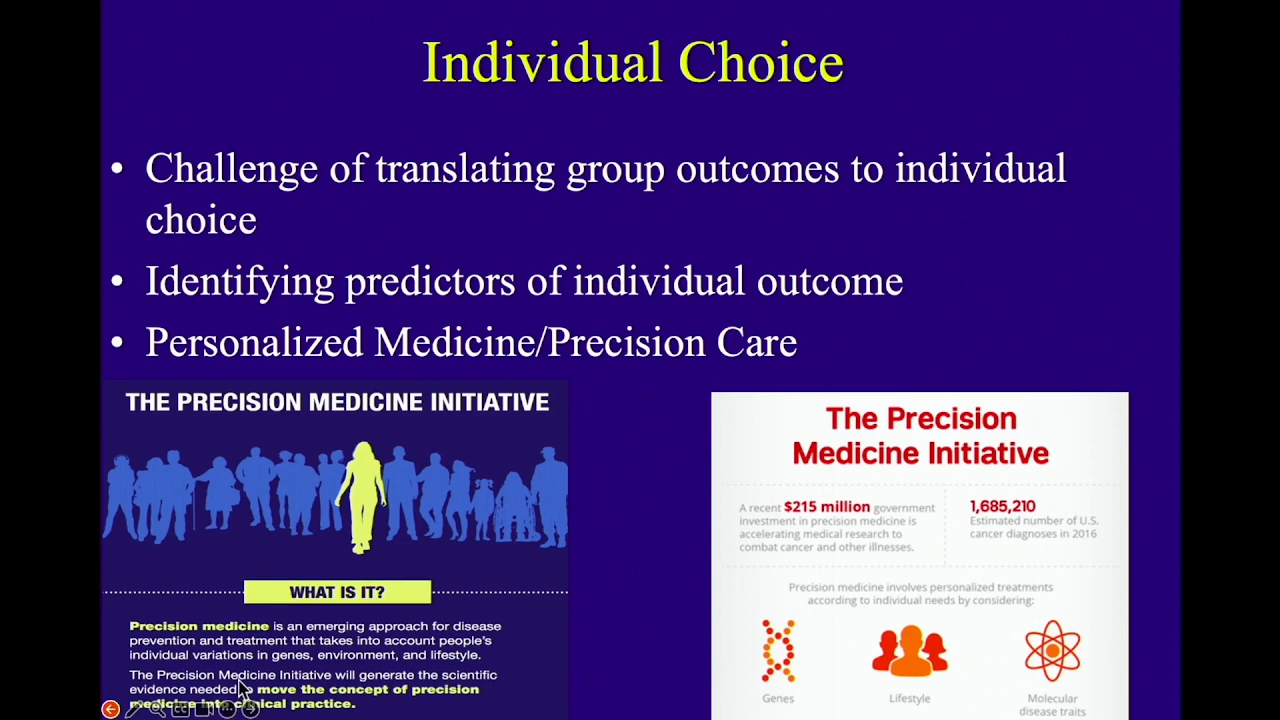 Individual Choice
• Challenge of translating group outcomes to individual
choice
• Identifying predictors of individual outcome
• Personalized Medicine/Precision Care
THE PRECISION MEDICINE INITIATIVE
WHAT IS IT?
Precision medicine is an emerging approach for disease
prevention and treatment that takes into account people's
individual variations in genes, environment, and lifestyle.
The Precision Medicine Initiative will generate the scientific
evidence needed move the concept of precision
medicine into clinical practice.
The Precision
Medicine Initiative
A recent $215 million government
investment in precision medicine is
accelerating medical research to
combat cancer and other illnesses.
1,685,210
Estimated number of U.S.
cancer diagnoses in 2016
Precision medicine involves personalized treatments
according to individual needs by considering:
Genes
Lifestyle
Molecular
disease traits